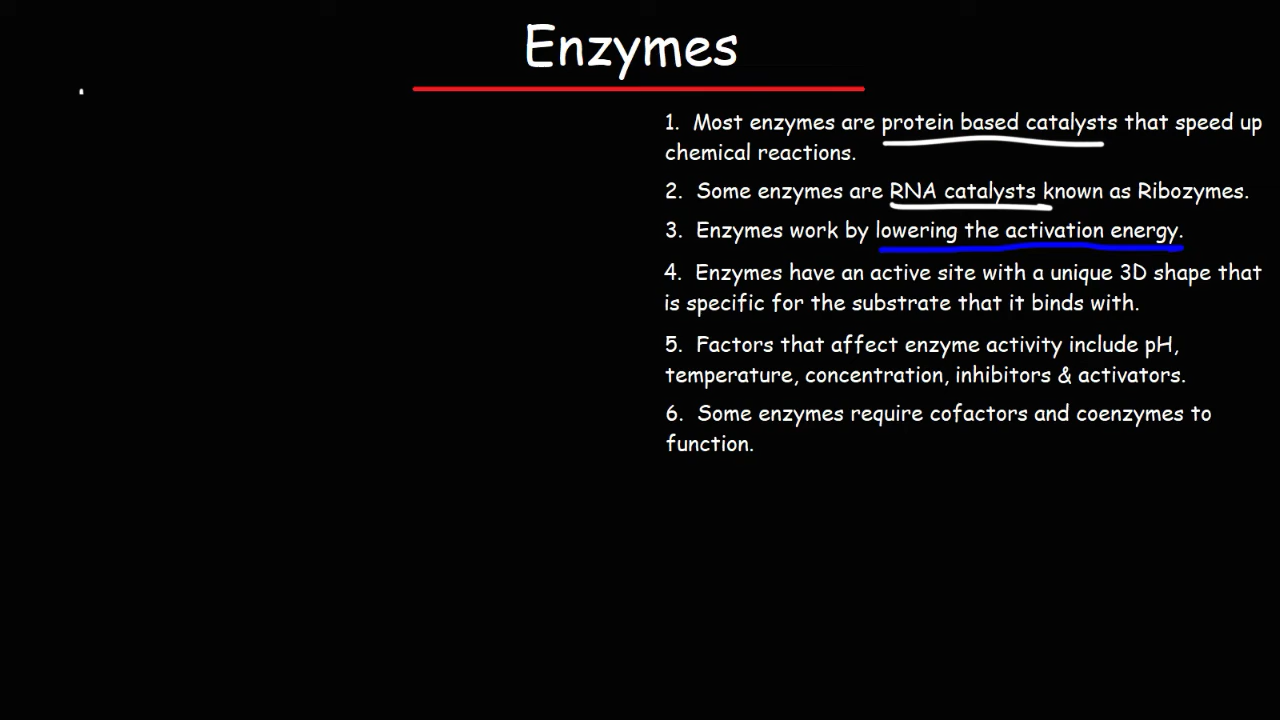 Enzymes
1. Most enzymes are protein based catalysts that speed up
chemical reactions.
2. Some enzymes are RNA catalysts known as Ribozymes.
3. Enzymes work by lowering the activation energy.
4. Enzymes have an active site with a unique 3D shape that
is specific for the substrate that it binds with.
5. Factors that affect enzyme activity include pH,
temperature, concentration, inhibitors & activators.
6. Some enzymes require cofactors and coenzymes to
function.